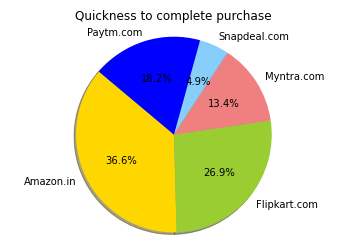 Quickness to complete purchase
Paytm.com
Snapdeal.com
18.2%
4.9%
Myntra.com
13.4%
36.6%
26.9%
Amazon.in
Flipkart.com